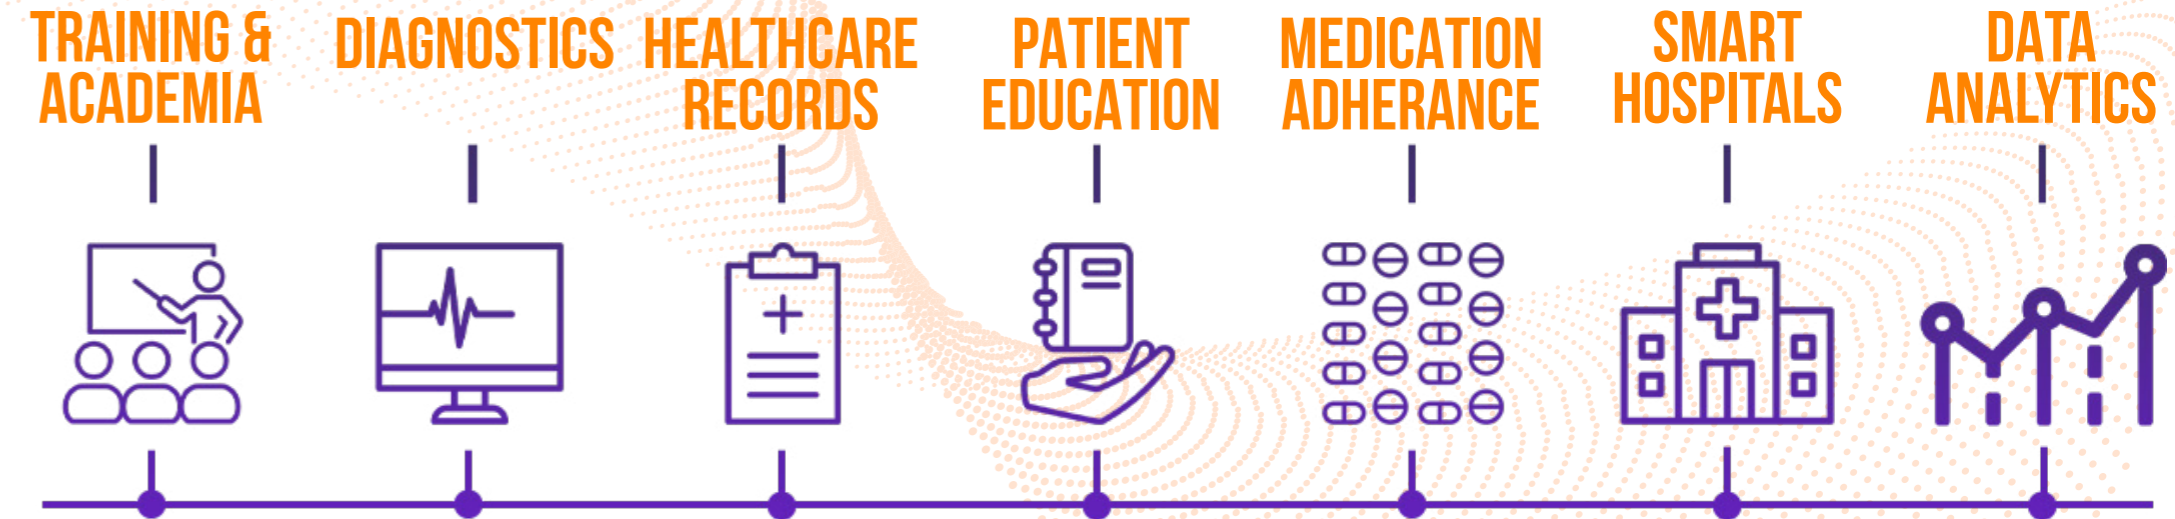 TRAINING &
ACADEMIA
DIAGNOSTICS
HEALTHCARE
RECORDS
PATIENT
EDUCATION
MEDICATION
ADHERANCE
SMART
HOSPITALS
DATA
ANALYTICS